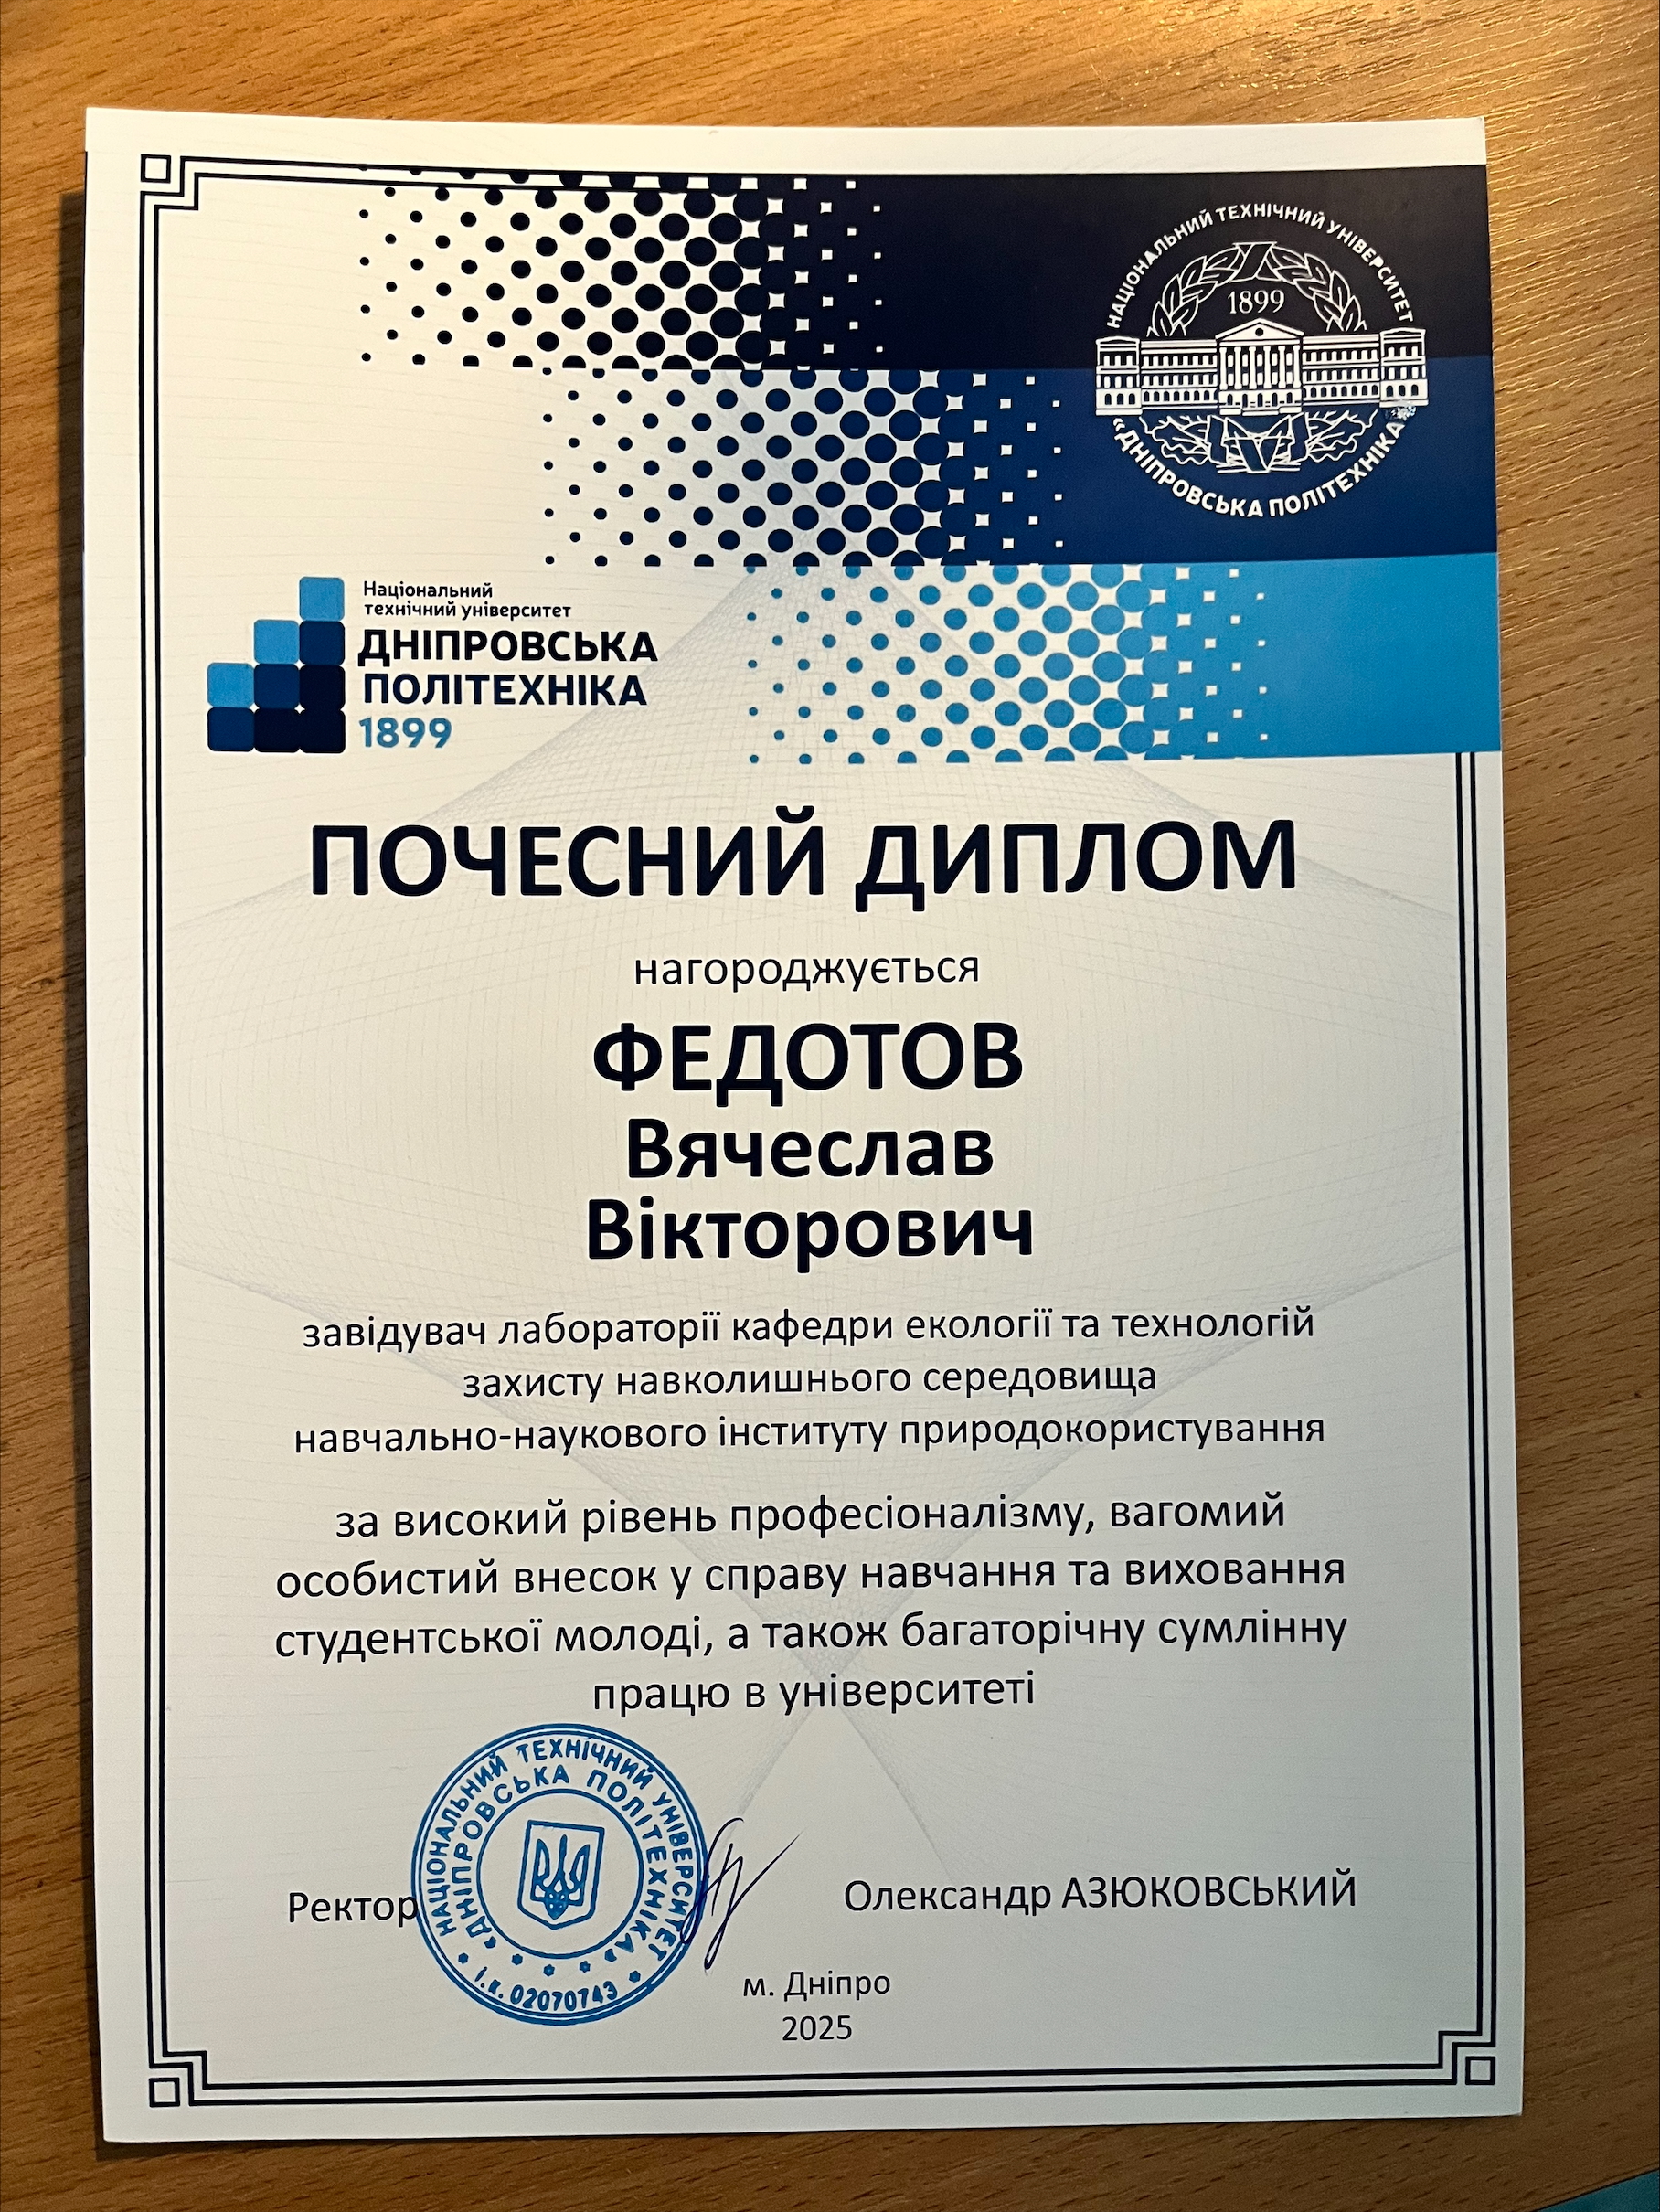 НАЦІОНАЛЬНИЙ ТЕХНІЧНИЙ УНІВЕРСИТЕТ
1899
«ДНІПРОВСЬКА ПОЛІТЕХНІКА»
Національний
технічний університет
ДНІПРОВСЬКА
ПОЛІТЕХНІКА
1899
ПОЧЕСНИЙ ДИПЛОМ
нагороджується
ФЕДОТОВ
Вячеслав
Вікторович
завідувач лабораторії кафедри екології та технологій
захисту навколишнього середовища
навчально-наукового інституту природокористування
за високий рівень професіоналізму, вагомий
особистий внесок у справу навчання та виховання
студентської молоді, а також багаторічну сумлінну
працю в університеті
НАЦІОНАЛЬНИЙ ТЕХНІЧНИЙ УНІВЕРСИТЕТ
«ДНІПРОВСЬКА ПОЛІТЕХНІКА»
І.К. 02070743
Ректор
Олександр АЗЮКОВСЬКИЙ
м. Дніпро
2025